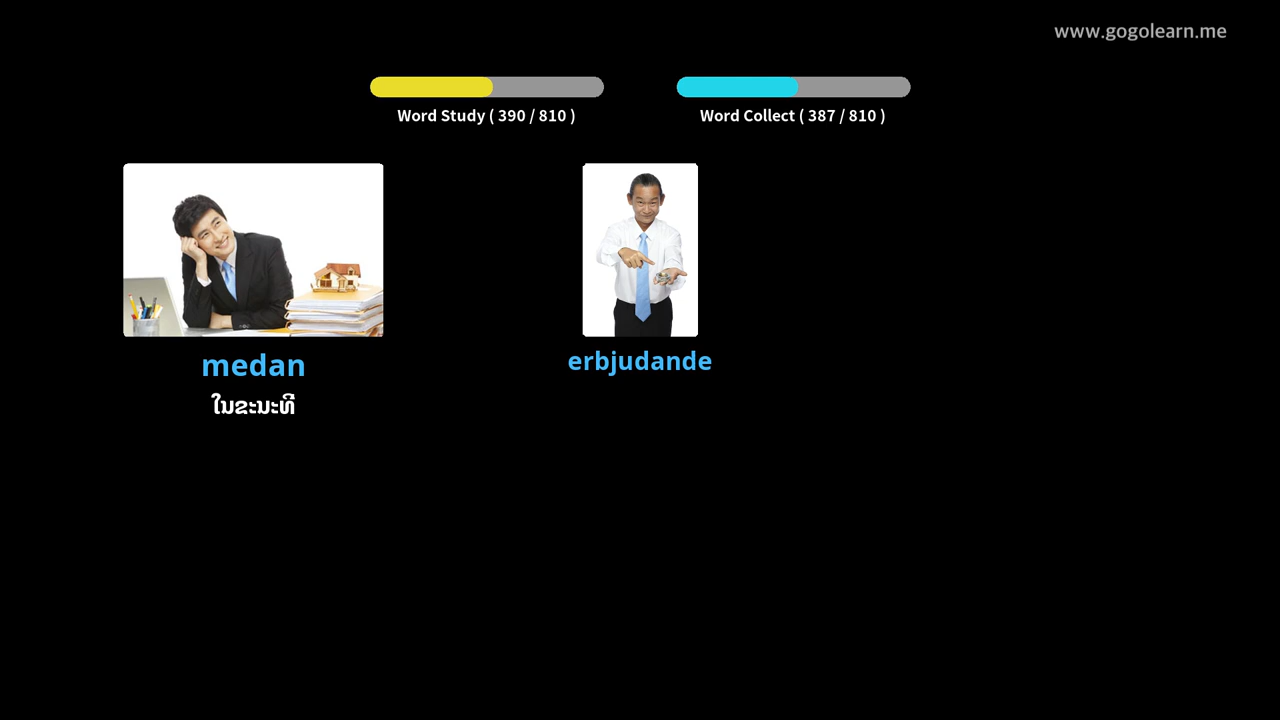 www.gogolearn.me
Word Study ( 390 / 810 )
Word Collect ( 387 / 810 )
medan
ໃນຂະນະທີ
erbjudande